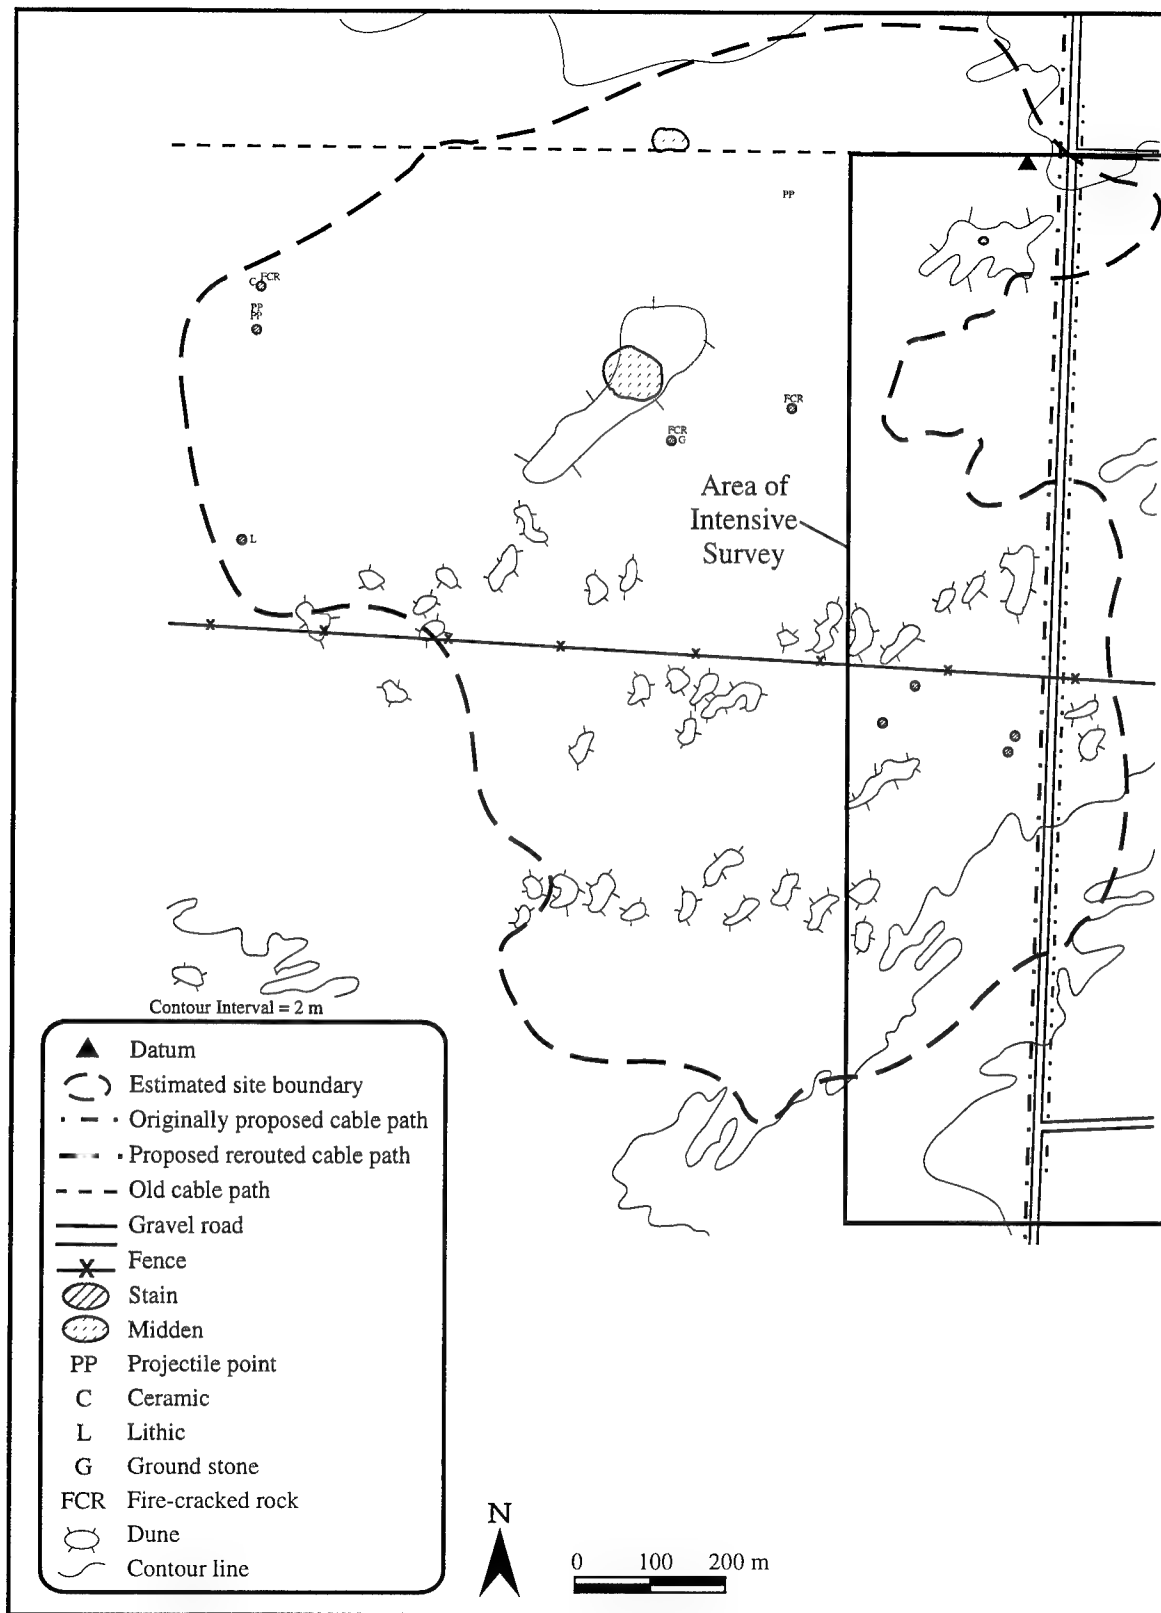 PP
FCR
C
PP
PP
FCR
FCR
G
Area of
Intensive
Survey
L
Contour Interval = 2 m
Datum
Estimated site boundary
Originally proposed cable path
Proposed rerouted cable path
Old cable path
Gravel road
X Fence
Stain
Midden
PP Projectile point
C Ceramic
L Lithic
G Ground stone
FCR Fire-cracked rock
Dune
Contour line
N
0 100 200 m